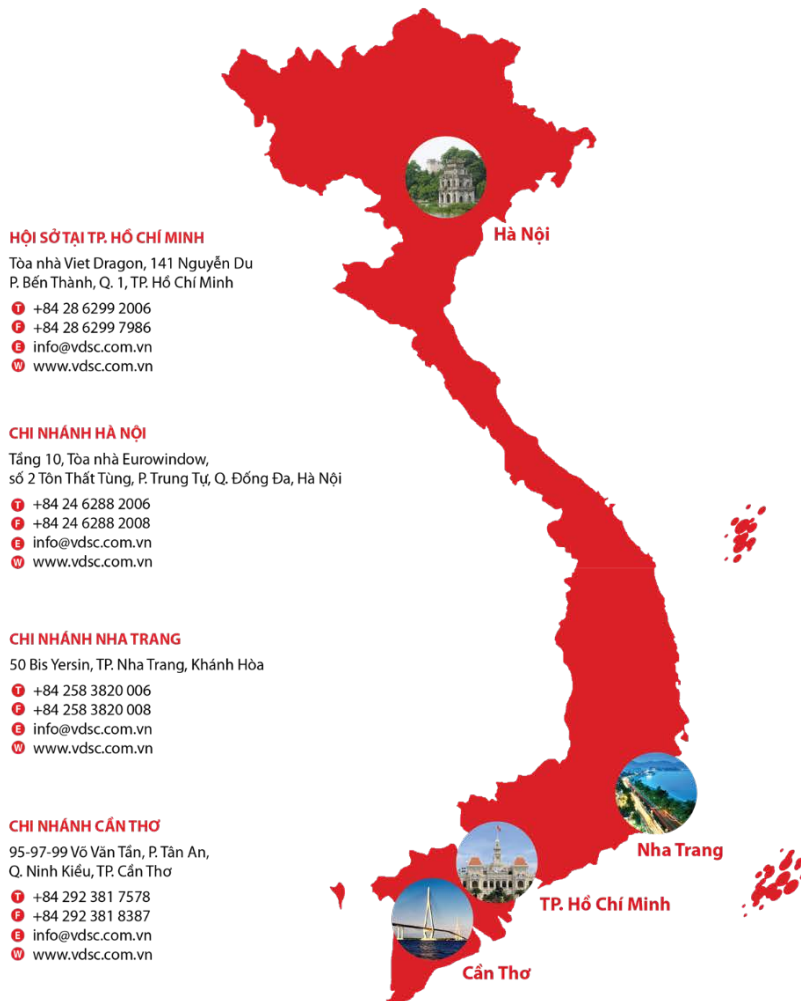 HỘI SỞ TẠI TP. HỒ CHÍ MINH
Tòa nhà Viet Dragon, 141 Nguyễn Du
P. Bến Thành, Q. 1, TP. Hồ Chí Minh
T +84 28 6299 2006
F +84 28 6299 7986
E info@vdsc.com.vn
W www.vdsc.com.vn
CHI NHÁNH HÀ NỘI
Tầng 10, Tòa nhà Eurowindow,
số 2 Tôn Thất Tùng, P. Trung Tự, Q. Đống Đa, Hà Nội
T +84 24 6288 2006
F +84 24 6288 2008
E info@vdsc.com.vn
W www.vdsc.com.vn
CHI NHÁNH NHA TRANG
50 Bis Yersin, TP. Nha Trang, Khánh Hòa
T +84 258 3820 006
F +84 258 3820 008
E info@vdsc.com.vn
W www.vdsc.com.vn
CHI NHÁNH CẦN THƠ
95-97-99 Võ Văn Tần, P. Tân An,
Q. Ninh Kiều, TP. Cần Thơ
T +84 292 381 7578
F +84 292 381 8387
E info@vdsc.com.vn
W www.vdsc.com.vn
Hà Nội
Nha Trang
TP. Hồ Chí Minh
Cần Thơ